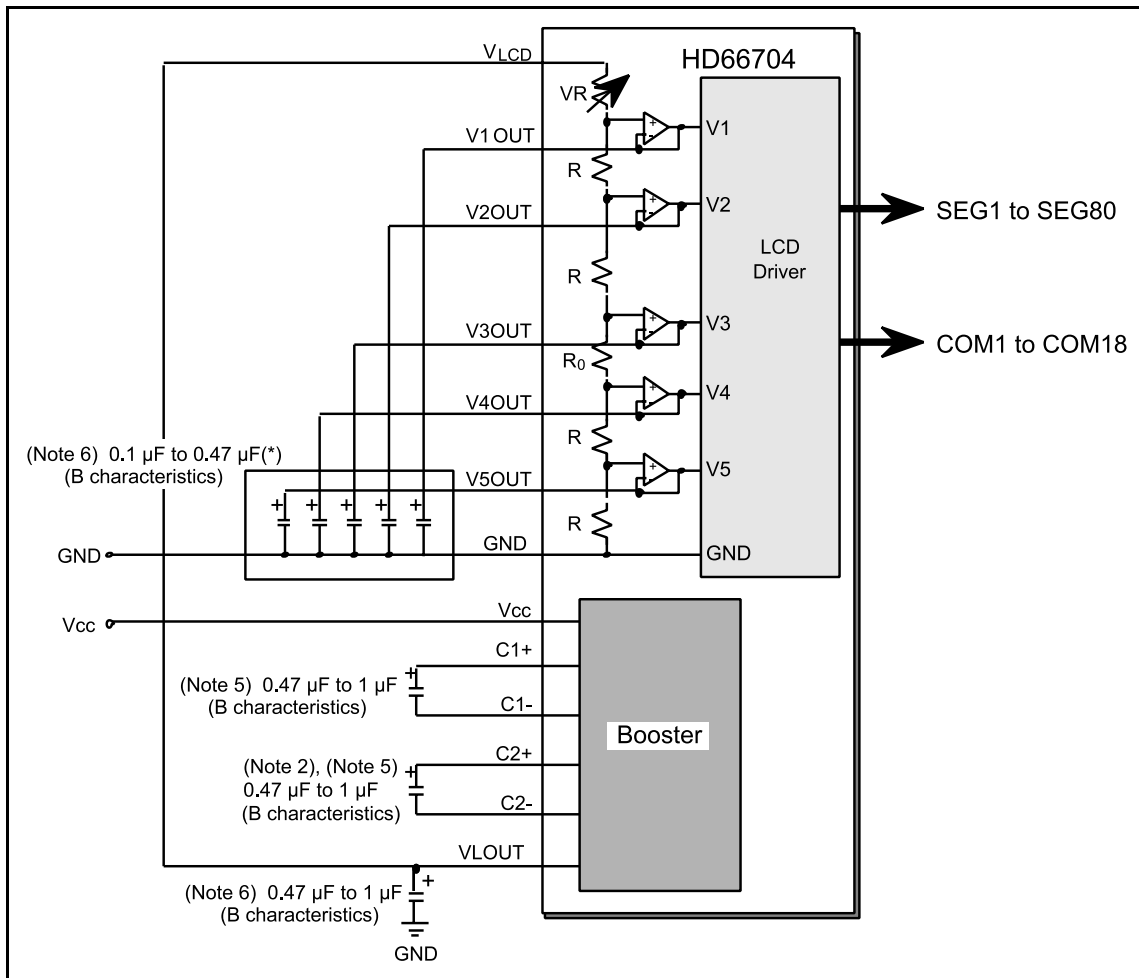 VLCD
HD66704
VR
V1OUT
V1
R
V2OUT
V2
SEG1 to SEG80
LCD
Driver
R
V3OUT
V3
COM1 to COM18
R0
V4OUT
V4
(Note 6) 0.1 µF to 0.47 µF(*)
(B characteristics)
R
V5OUT
V5
+ + + + +
R
GND
GND
GND
Vcc
Vcc
C1+
(Note 5) 0.47 µF to 1 µF
(B characteristics)
+
C1-
Booster
C2+
(Note 2), (Note 5)
0.47 µF to 1 µF
(B characteristics)
+
C2-
VLOUT
(Note 6) 0.47 µF to 1 µF
(B characteristics)
+
GND